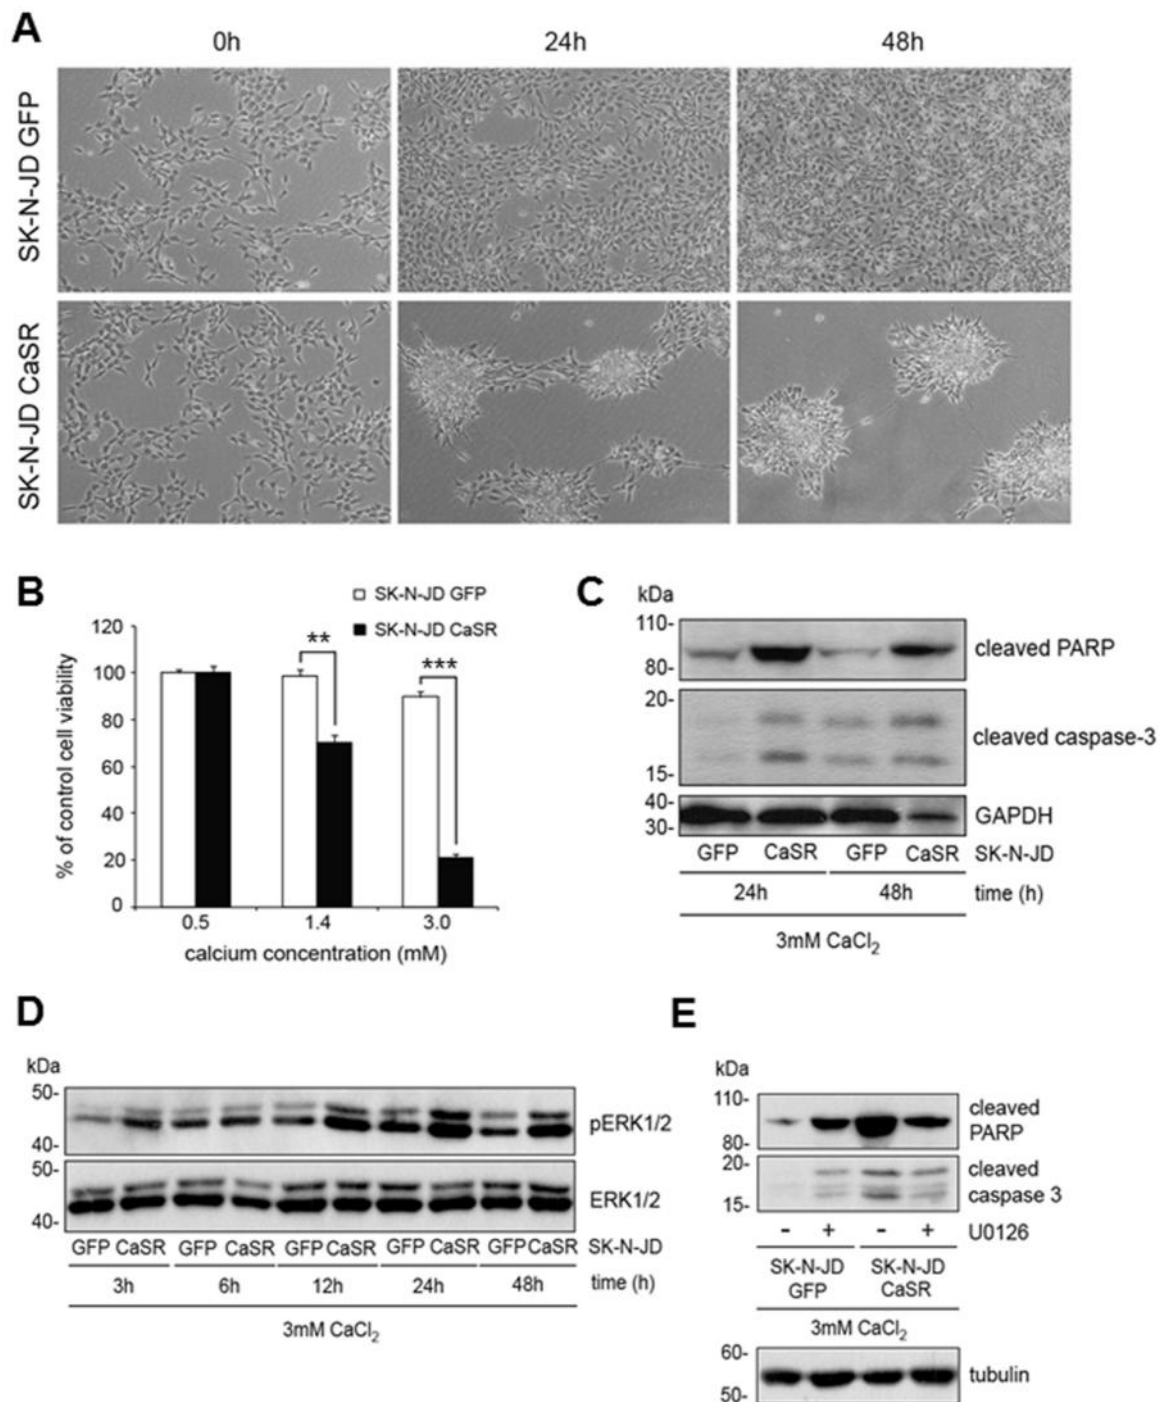 A
0h 24h 48h
SK-N-JD GFP
SK-N-JD CaSR
B
SK-N-JD GFP
SK-N-JD CaSR
120
100
80
60
40
20
0
% of control cell viability
**
***
0.5 1.4 3.0
calcium concentration (mM)
C
kDa
110-
80-
cleaved PARP
20-
15-
cleaved caspase-3
40-
30-
GAPDH
GFP CaSR GFP CaSR SK-N-JD
24h 48h time (h)
3mM CaCl2
D
kDa
50-
40-
pERK1/2
50-
40-
ERK1/2
GFP CaSR GFP CaSR GFP CaSR GFP CaSR GFP CaSR SK-N-JD
3h 6h 12h 24h 48h time (h)
3mM CaCl2
E
kDa
110-
80-
cleaved
PARP
20-
15-
cleaved
caspase 3
- + - + U0126
SK-N-JD SK-N-JD
GFP CaSR
3mM CaCl2
60-
50-
tubulin